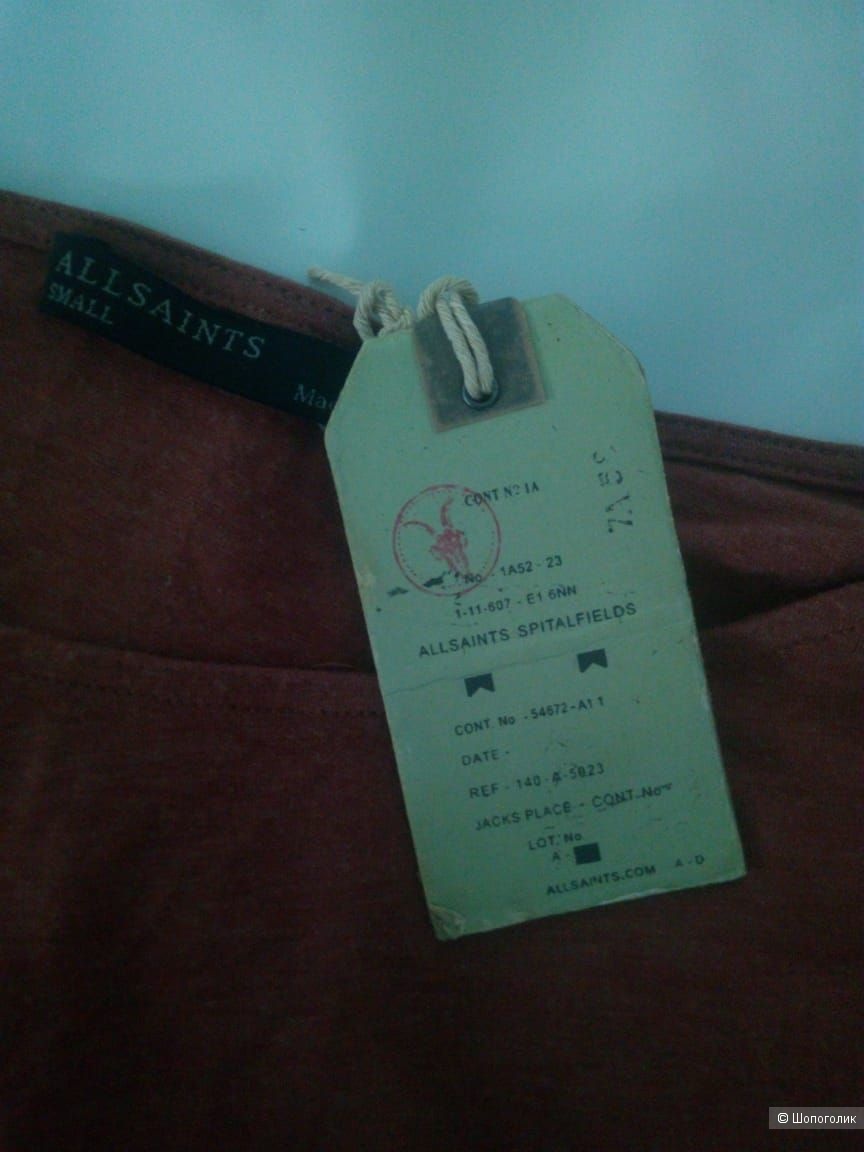 ALLSAINTS
SMALL
CONT Nº 1A
No - 1A52 - 23
1-11-607 - E1 6NN
ALLSAINTS SPITALFIELDS
CONT. No - 54672-A1 1
DATE -
REF - 140-A-5823
JACKS PLACE - CONT-No
LOT. No
A -
ALLSAINTS.COM A - D
© Шопоголик